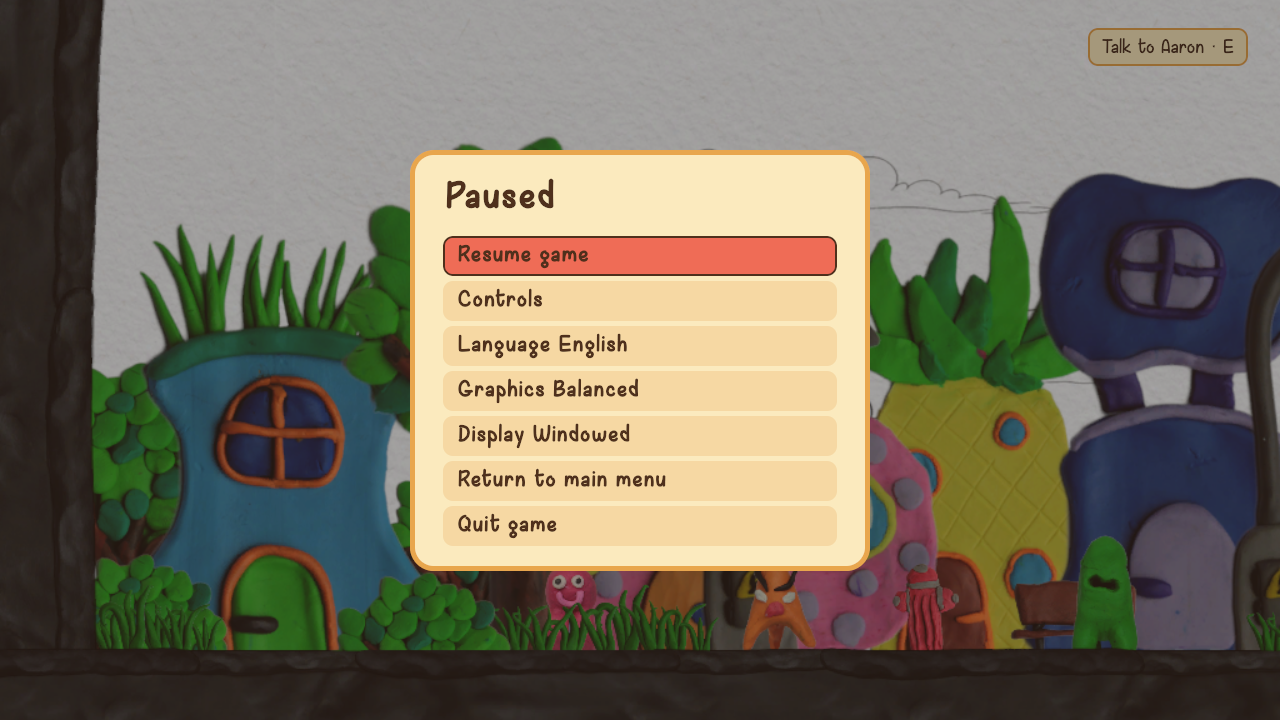 Talk to Aaron · E
Paused
Resume game
Controls
Language English
Graphics Balanced
Display Windowed
Return to main menu
Quit game